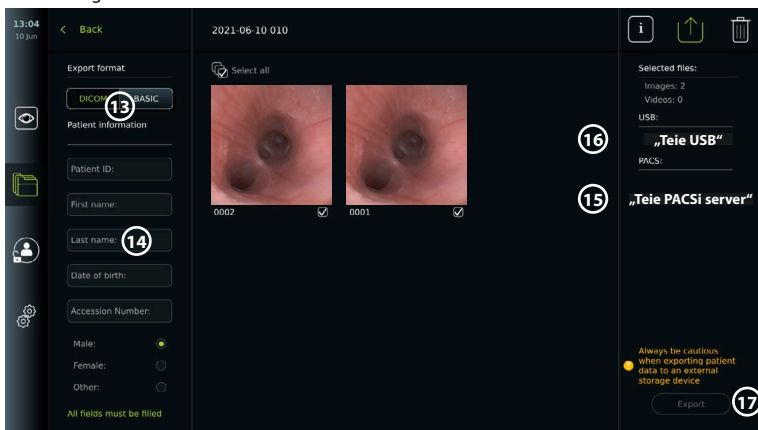 13:04
10 Jun
< Back
2021-06-10 010
i
Export format
DICOM
13
BASIC
Patient information
Patient ID:
First name:
Last name:
14
Date of birth:
Accession Number:
Male:
Female:
Other:
All fields must be filled
Select all
0002
0001
Selected files:
Images: 2
Videos: 0
USB:
16
„Teie USB“
PACS:
15
„Teie PACSi server“
Always be cautious
when exporting patient
data to an external
storage device
Export
17